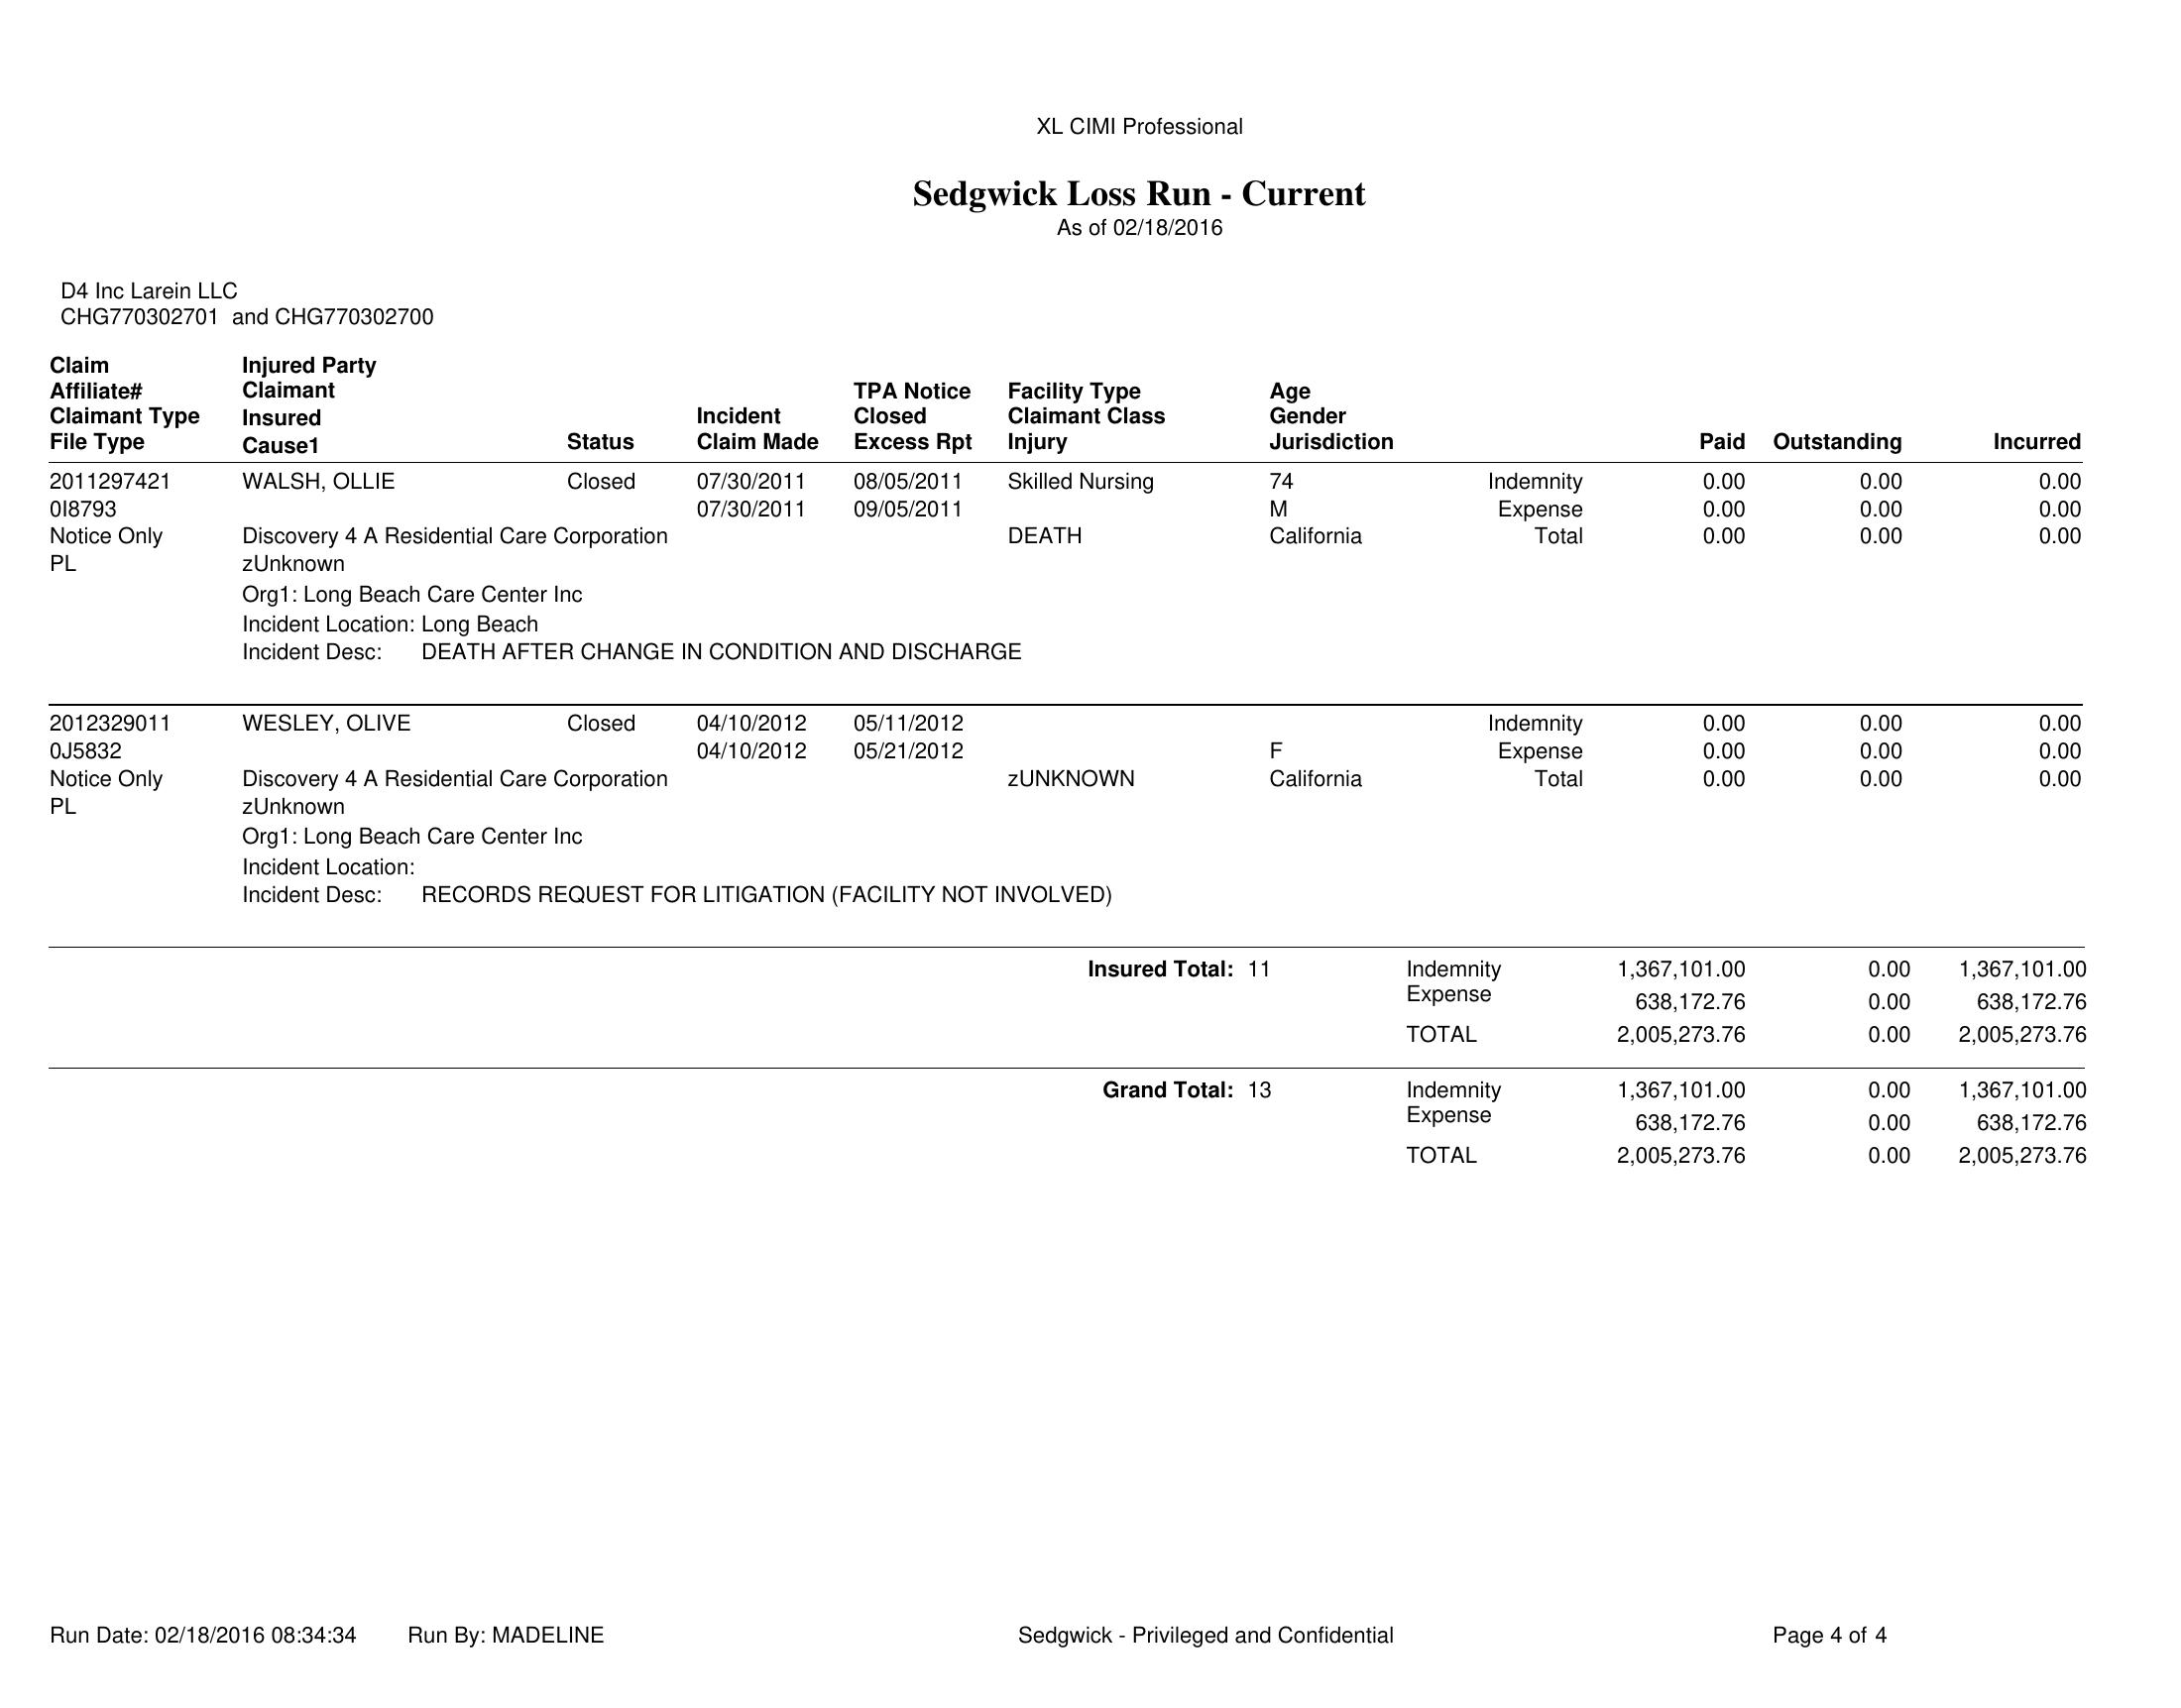 XL CIMI Professional
Sedgwick Loss Run - Current
As of 02/18/2016
D4 Inc Larein LLC
CHG770302701 and CHG770302700
Claim Injured Party
Affiliate# Claimant TPA Notice Facility Type Age
Claimant Type Insured Incident Closed Claimant Class Gender
File Type Cause1 Status Claim Made Excess Rpt Injury Jurisdiction Paid Outstanding Incurred
2011297421 WALSH, OLLIE Closed 07/30/2011 08/05/2011 Skilled Nursing 74 Indemnity 0.00 0.00 0.00
0I8793 07/30/2011 09/05/2011 M Expense 0.00 0.00 0.00
Notice Only Discovery 4 A Residential Care Corporation DEATH California Total 0.00 0.00 0.00
PL zUnknown
Org1: Long Beach Care Center Inc
Incident Location: Long Beach
Incident Desc: DEATH AFTER CHANGE IN CONDITION AND DISCHARGE
2012329011 WESLEY, OLIVE Closed 04/10/2012 05/11/2012 Indemnity 0.00 0.00 0.00
0J5832 04/10/2012 05/21/2012 F Expense 0.00 0.00 0.00
Notice Only Discovery 4 A Residential Care Corporation zUNKNOWN California Total 0.00 0.00 0.00
PL zUnknown
Org1: Long Beach Care Center Inc
Incident Location:
Incident Desc: RECORDS REQUEST FOR LITIGATION (FACILITY NOT INVOLVED)
Insured Total: 11 Indemnity 1,367,101.00 0.00 1,367,101.00
Expense 638,172.76 0.00 638,172.76
TOTAL 2,005,273.76 0.00 2,005,273.76
Grand Total: 13 Indemnity 1,367,101.00 0.00 1,367,101.00
Expense 638,172.76 0.00 638,172.76
TOTAL 2,005,273.76 0.00 2,005,273.76
Run Date: 02/18/2016 08:34:34 Run By: MADELINE Sedgwick - Privileged and Confidential Page 4 of 4